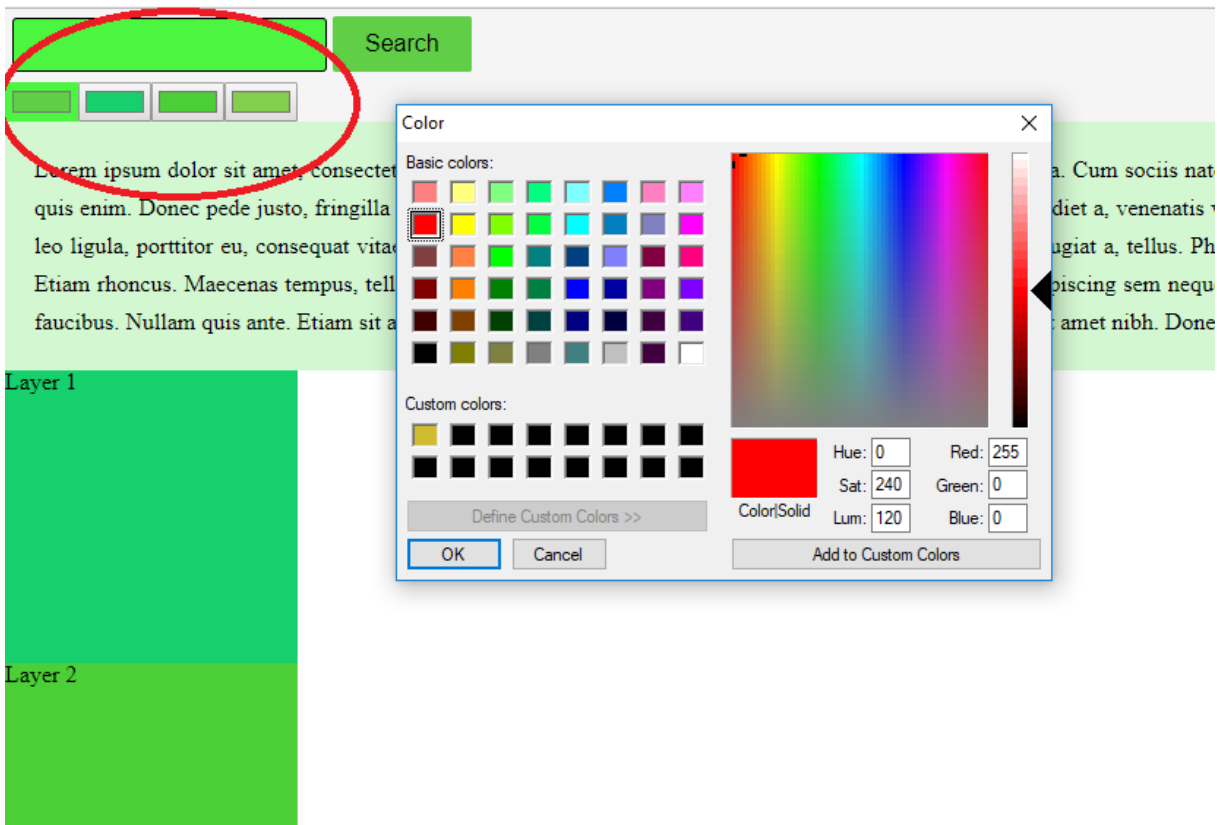 Search
Color
Basic colors:
Custom colors:
Define Custom Colors >>
OK
Cancel
Color|Solid
Hue: 0
Sat: 240
Lum: 120
Red: 255
Green: 0
Blue: 0
Add to Custom Colors
Lorem ipsum dolor sit amet, consectet a. Cum sociis nat
quis enim. Donec pede justo, fringilla diet a, venenatis v
leo ligula, porttitor eu, consequat vitae ugiat a, tellus. Ph
Etiam rhoncus. Maecenas tempus, tell piscing sem nequ
faucibus. Nullam quis ante. Etiam sit a amet nibh. Done
Layer 1
Layer 2